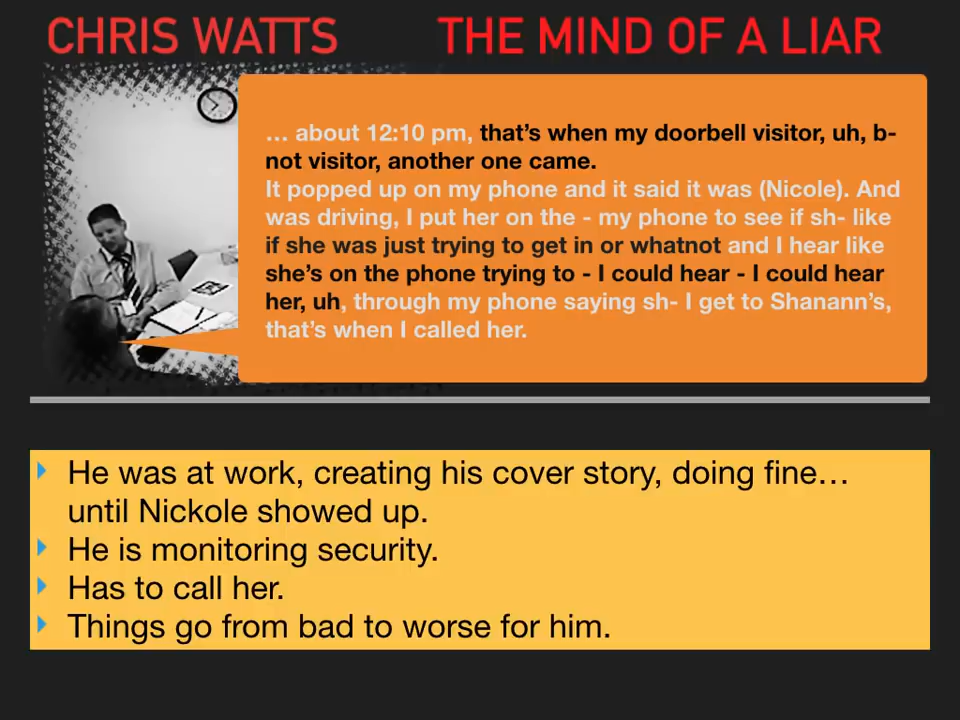 CHRIS WATTS THE MIND OF A LIAR
… about 12:10 pm, that's when my doorbell visitor, uh, b-
not visitor, another one came.
It popped up on my phone and it said it was (Nicole). And
was driving, I put her on the - my phone to see if sh- like
if she was just trying to get in or whatnot and I hear like
she's on the phone trying to - I could hear - I could hear
her, uh, through my phone saying sh- I get to Shanann's,
that's when I called her.
He was at work, creating his cover story, doing fine…
until Nickole showed up.
He is monitoring security.
Has to call her.
Things go from bad to worse for him.